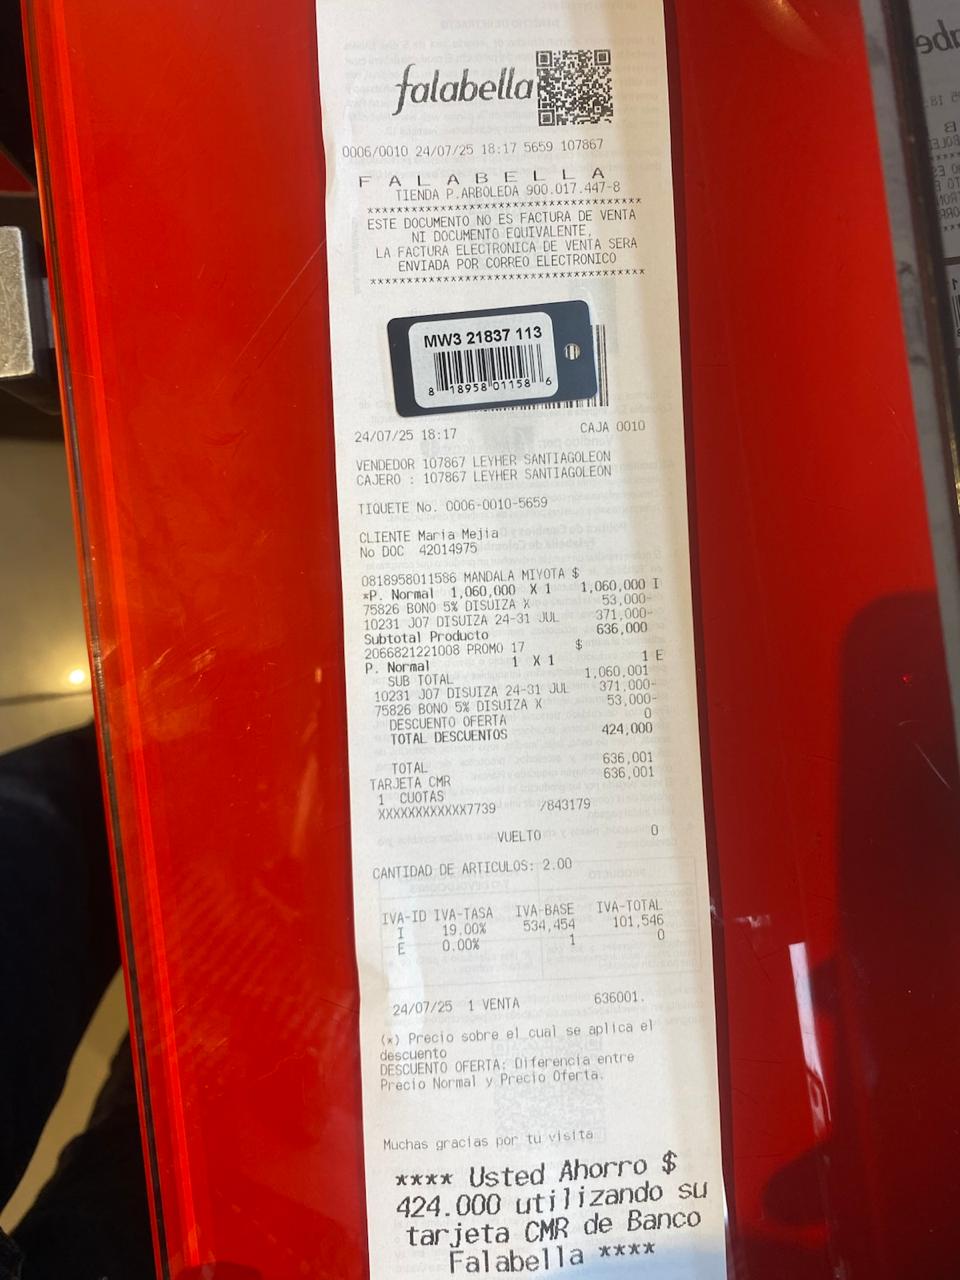 falabella
0006/0010 24/07/25 18:17 5659 107867
F A L A B E L L A
TIENDA P.ARBOLEDA 900.017.447-8
****************************************
ESTE DOCUMENTO NO ES FACTURA DE VENTA
NI DOCUMENTO EQUIVALENTE,
LA FACTURA ELECTRONICA DE VENTA SERA
ENVIADA POR CORREO ELECTRONICO
****************************************
MW3 21837 113
8 18958 01158 6
24/07/25 18:17 CAJA 0010
VENDEDOR 107867 LEYHER SANTIAGOLEON
CAJERO : 107867 LEYHER SANTIAGOLEON
TIQUETE No. 0006-0010-5659
CLIENTE Maria Mejia
No DOC 42014975
0818958011586 MANDALA MIYOTA $
*P. Normal 1,060,000 X 1 1,060,000 I
75826 BONO 5% DISUIZA X 53,000-
10231 J07 DISUIZA 24-31 JUL 371,000-
Subtotal Producto 636,000
2066821221008 PROMO 17 $
P. Normal 1 X 1 1 E
SUB TOTAL 1,060,001
10231 J07 DISUIZA 24-31 JUL 371,000-
75826 BONO 5% DISUIZA X 53,000-
DESCUENTO OFERTA 0
TOTAL DESCUENTOS 424,000
TOTAL 636,001
TARJETA CMR 636,001
1 CUOTAS
XXXXXXXXXXXX7739 /843179
VUELTO 0
CANTIDAD DE ARTICULOS: 2.00
IVA-ID IVA-TASA IVA-BASE IVA-TOTAL
I 19.00% 534,454 101,546
E 0.00% 1 0
24/07/25 1 VENTA 636001.
(*) Precio sobre el cual se aplica el
descuento
DESCUENTO OFERTA: Diferencia entre
Precio Normal y Precio Oferta.
Muchas gracias por tu visita
**** Usted Ahorro $
424.000 utilizando su
tarjeta CMR de Banco
Falabella ****